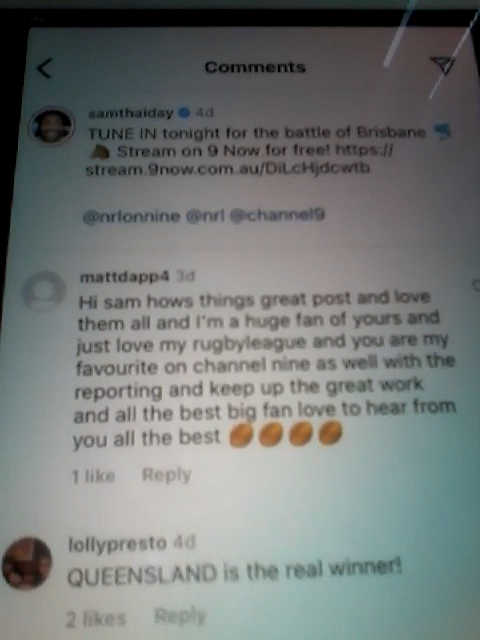 Comments
samthaiday 4d
TUNE IN tonight for the battle of Brisbane
Stream on 9 Now for free! https://
stream.9now.com.au/DiLcHjdcwtb
@nrlonnine @nrl @channel9
mattdapp4 3d
Hi sam hows things great post and love
them all and I'm a huge fan of yours and
just love my rugbyleague and you are my
favourite on channel nine as well with the
reporting and keep up the great work
and all the best big fan love to hear from
you all the best 🏉🏉🏉🏉
1 like Reply
lollypresto 4d
QUEENSLAND is the real winner!
2 likes Reply